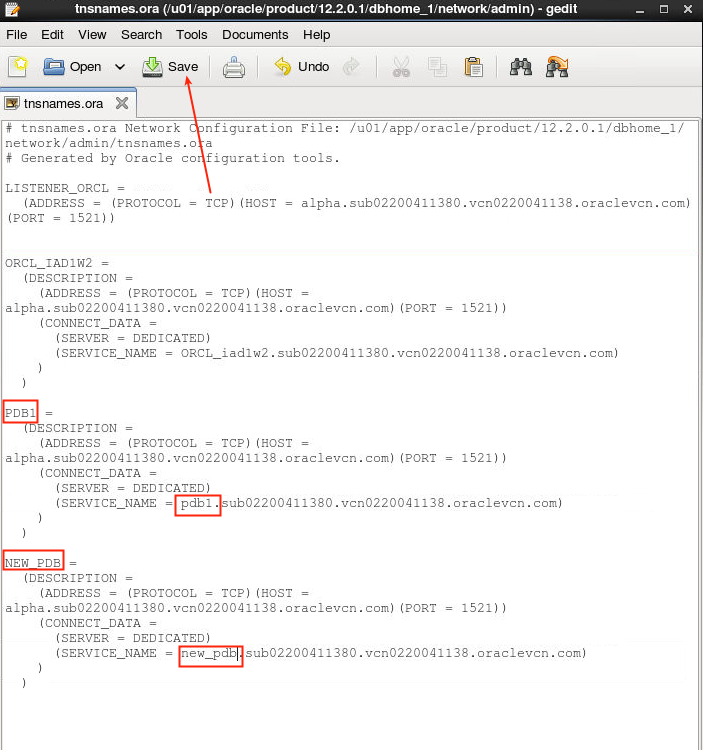 tnsnames.ora (/u01/app/oracle/product/12.2.0.1/dbhome_1/network/admin) - gedit
File Edit View Search Tools Documents Help
Open Save Undo
tnsnames.ora
# tnsnames.ora Network Configuration File: /u01/app/oracle/product/12.2.0.1/dbhome_1/
network/admin/tnsnames.ora
# Generated by Oracle configuration tools.
LISTENER_ORCL =
(ADDRESS = (PROTOCOL = TCP)(HOST = alpha.sub02200411380.vcn0220041138.oraclevcn.com)
(PORT = 1521))
ORCL_IAD1W2 =
(DESCRIPTION =
(ADDRESS = (PROTOCOL = TCP)(HOST =
alpha.sub02200411380.vcn0220041138.oraclevcn.com)(PORT = 1521))
(CONNECT_DATA =
(SERVER = DEDICATED)
(SERVICE_NAME = ORCL_iad1w2.sub02200411380.vcn0220041138.oraclevcn.com)
)
)
PDB1 =
(DESCRIPTION =
(ADDRESS = (PROTOCOL = TCP)(HOST =
alpha.sub02200411380.vcn0220041138.oraclevcn.com)(PORT = 1521))
(CONNECT_DATA =
(SERVER = DEDICATED)
(SERVICE_NAME = pdb1.sub02200411380.vcn0220041138.oraclevcn.com)
)
)
NEW_PDB =
(DESCRIPTION =
(ADDRESS = (PROTOCOL = TCP)(HOST =
alpha.sub02200411380.vcn0220041138.oraclevcn.com)(PORT = 1521))
(CONNECT_DATA =
(SERVER = DEDICATED)
(SERVICE_NAME = new_pdb.sub02200411380.vcn0220041138.oraclevcn.com)
)
)